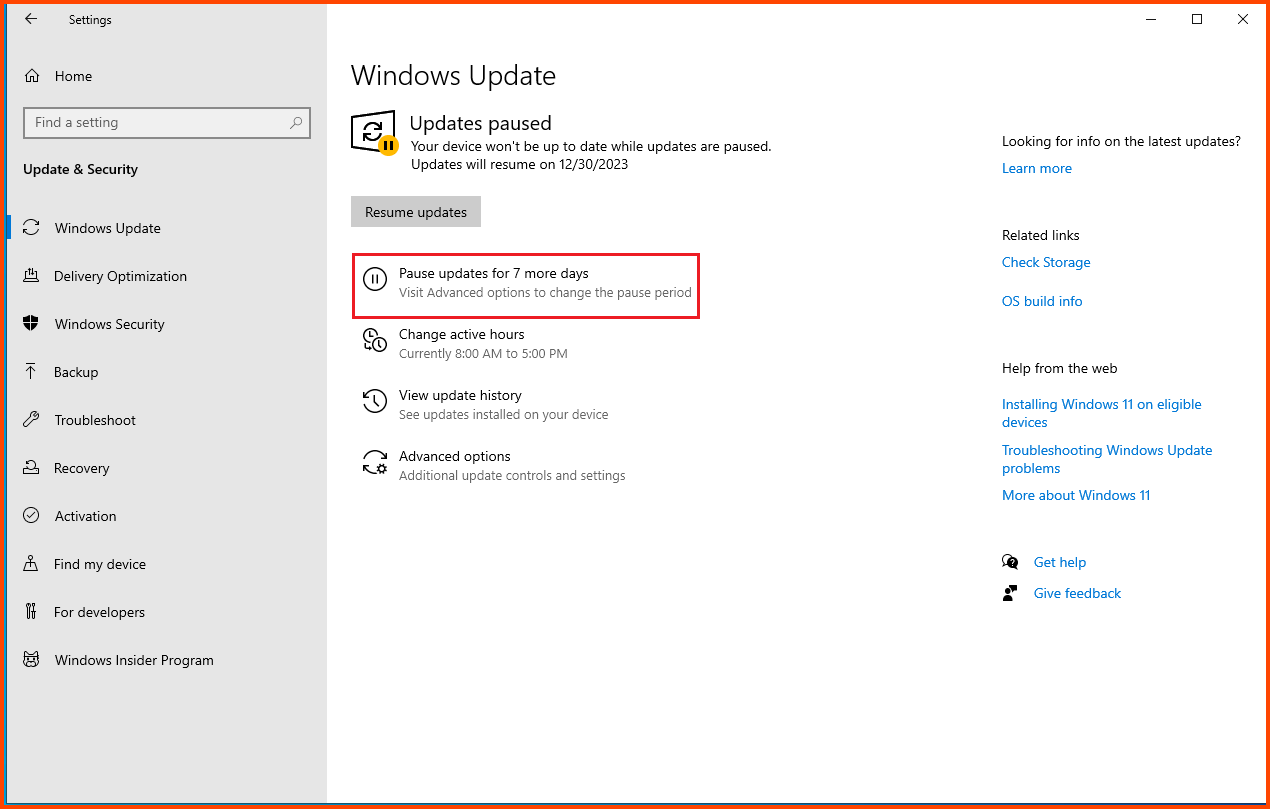 Settings
Home
Find a setting
Update & Security
Windows Update
Delivery Optimization
Windows Security
Backup
Troubleshoot
Recovery
Activation
Find my device
For developers
Windows Insider Program
Windows Update
Updates paused
Your device won't be up to date while updates are paused.
Updates will resume on 12/30/2023
Resume updates
Pause updates for 7 more days
Visit Advanced options to change the pause period
Change active hours
Currently 8:00 AM to 5:00 PM
View update history
See updates installed on your device
Advanced options
Additional update controls and settings
Looking for info on the latest updates?
Learn more
Related links
Check Storage
OS build info
Help from the web
Installing Windows 11 on eligible
devices
Troubleshooting Windows Update
problems
More about Windows 11
Get help
Give feedback